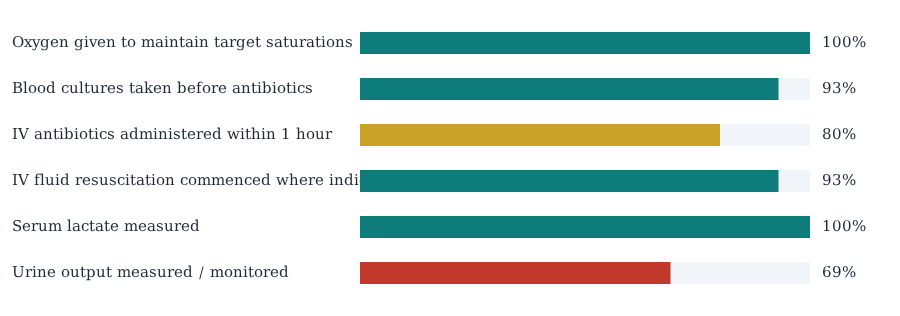 Oxygen given to maintain target saturations 100%
Blood cultures taken before antibiotics 93%
IV antibiotics administered within 1 hour 80%
IV fluid resuscitation commenced where indi 93%
Serum lactate measured 100%
Urine output measured / monitored 69%